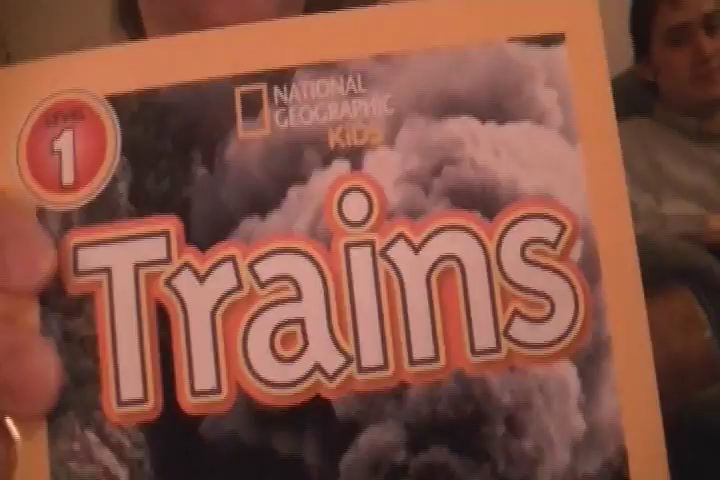 LEVEL
1
NATIONAL
GEOGRAPHIC
KIDS
Trains